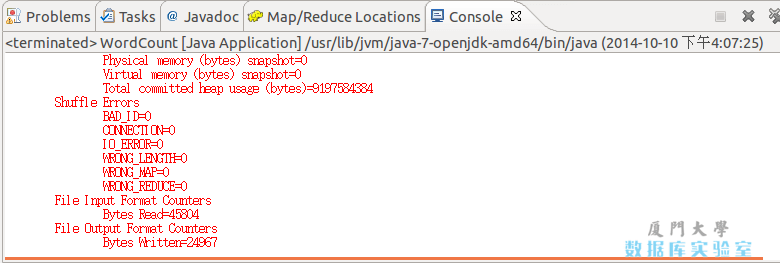 Problems Tasks @ Javadoc Map/Reduce Locations Console
<terminated> WordCount [Java Application] /usr/lib/jvm/java-7-openjdk-amd64/bin/java (2014-10-10 下午4:07:25)
Physical memory (bytes) snapshot=0
Virtual memory (bytes) snapshot=0
Total committed heap usage (bytes)=9197584384
Shuffle Errors
BAD_ID=0
CONNECTION=0
IO_ERROR=0
WRONG_LENGTH=0
WRONG_MAP=0
WRONG_REDUCE=0
File Input Format Counters
Bytes Read=45804
File Output Format Counters
Bytes Written=24967
厦門大學
数据库实验室